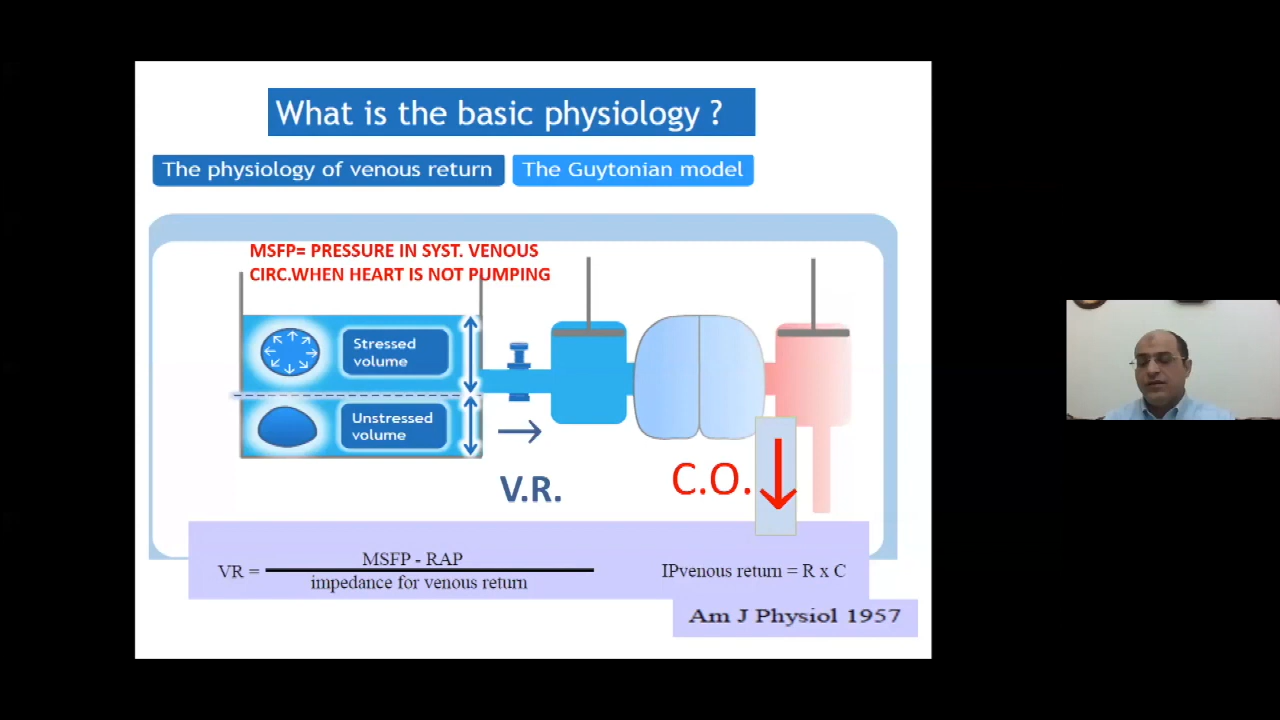 What is the basic physiology ?
The physiology of venous return
The Guytonian model
MSFP= PRESSURE IN SYST. VENOUS
CIRC.WHEN HEART IS NOT PUMPING
Stressed
volume
Unstressed
volume
V.R.
C.O.
VR =
MSFP - RAP
impedance for venous return
IPvenous return = R x C
Am J Physiol 1957